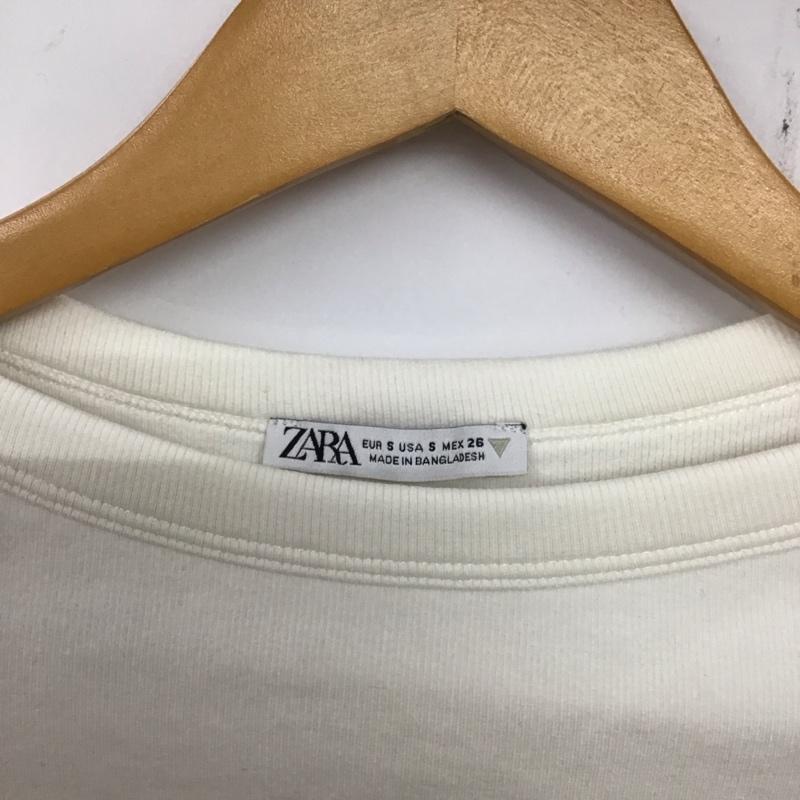 ZARA
EUR S USA S MEX 26
MADE IN BANGLADESH